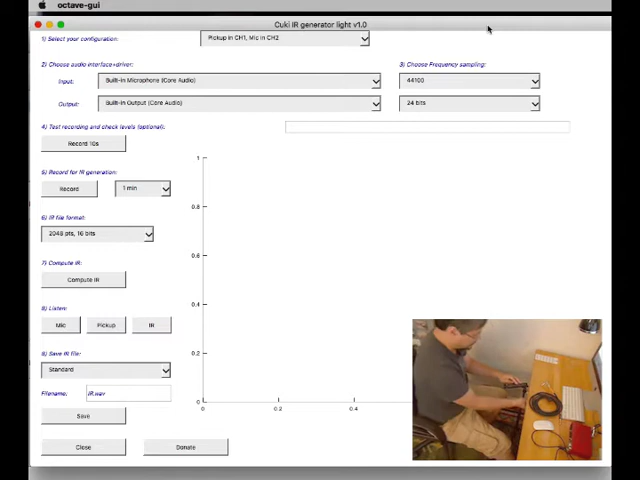 octave-gui
Cuki IR generator light v1.0
1) Select your configuration:
Pickup in CH1, Mic in CH2
2) Choose audio interface+driver:
3) Choose Frequency sampling:
Input:
Built-in Microphone (Core Audio)
44100
Output:
Built-in Output (Core Audio)
24 bits
4) Test recording and check levels (optional):
Record 10s
5) Record for IR generation:
Record
1 min
6) IR file format:
2048 pts, 16 bits
7) Compute IR:
Compute IR
8) Listen:
Mic
Pickup
IR
8) Save IR file:
Standard
Filename:
IR.wav
Save
Close
Donate
1
0.8
0.6
0.4
0.2
0
0
0.2
0.4